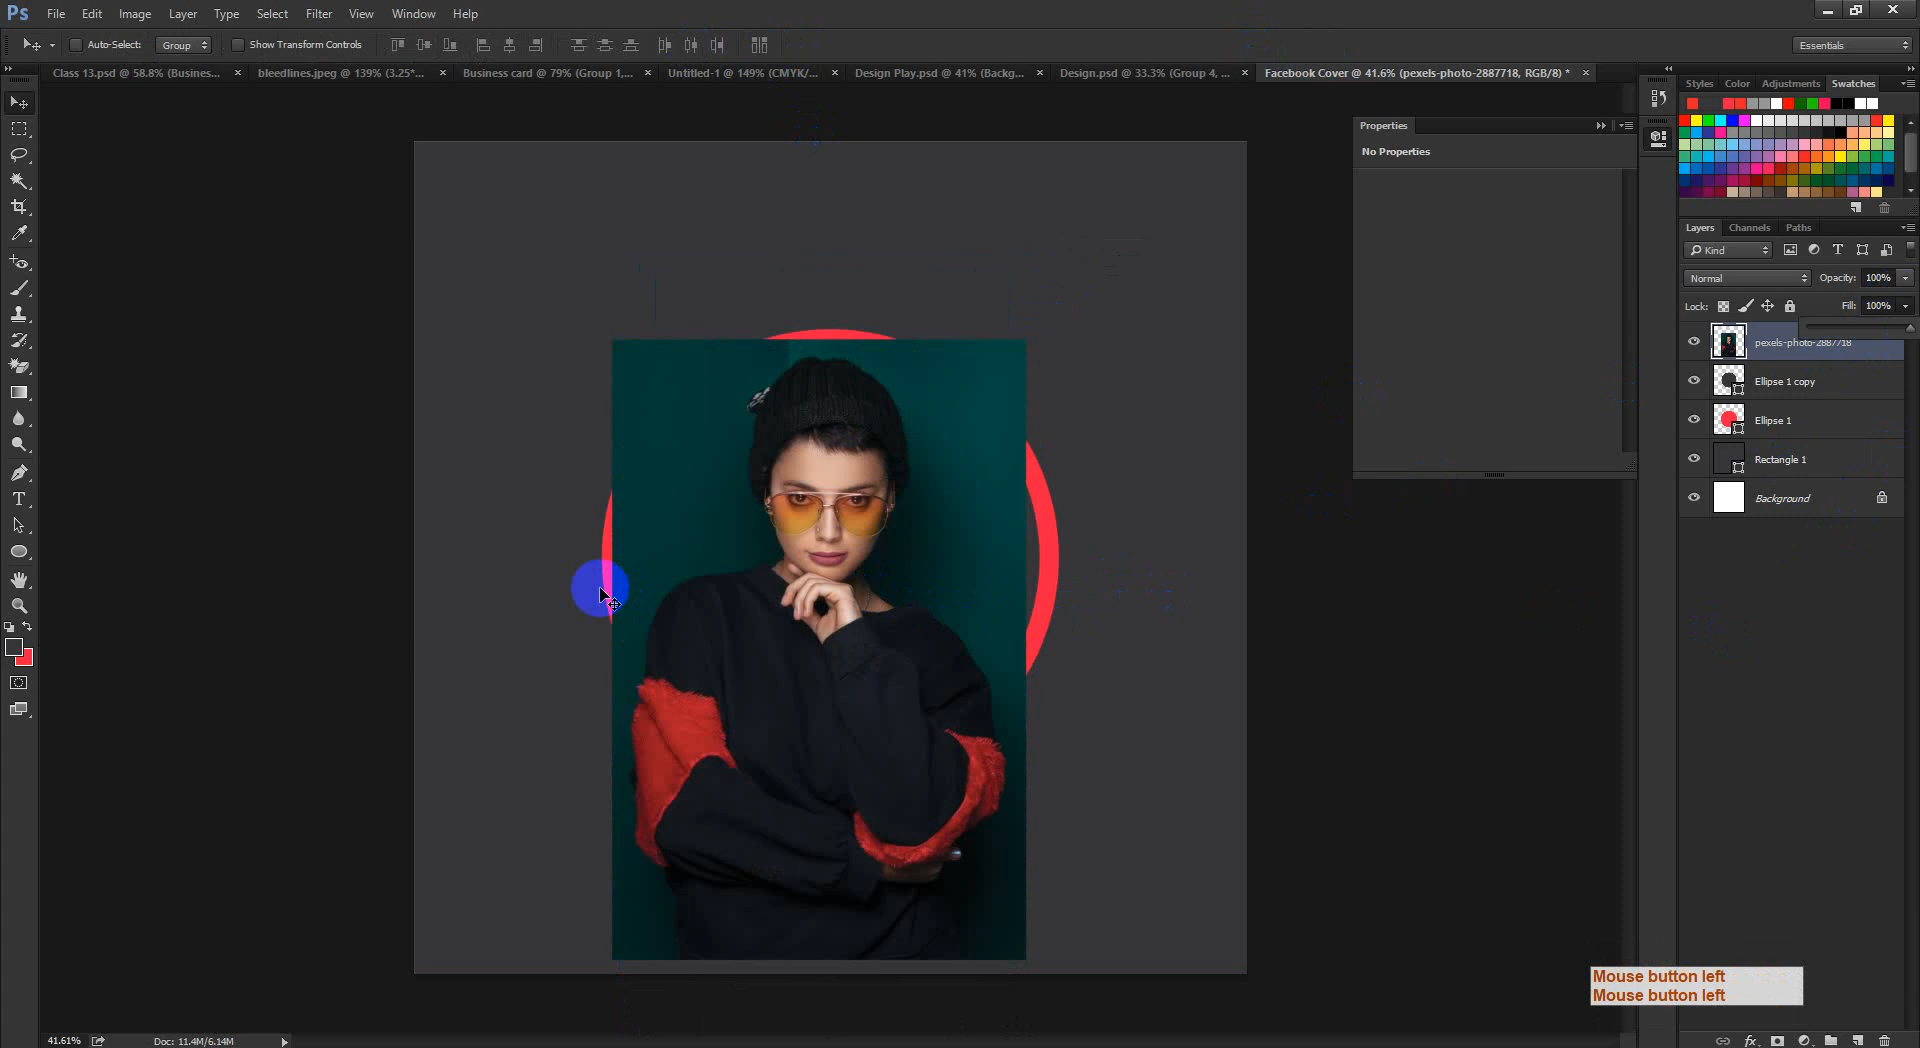 Ps File Edit Image Layer Type Select Filter View Window Help
Auto-Select: Group Show Transform Controls Essentials
Class 13.psd @ 58.8% (Busines... × bleedlines.jpeg @ 139% (3.25*... × Business card @ 79% (Group 1,... × Untitled-1 @ 149% (CMYK/... × Design Play.psd @ 41% (Backg... × Design.psd @ 33.3% (Group 4, ... × Facebook Cover @ 41.6% (pexels-photo-2887718, RGB/8) * ×
Styles Color Adjustments Swatches
Properties
No Properties
Layers Channels Paths
Kind
Normal Opacity: 100%
Lock: Fill: 100%
pexels-photo-2887718
Ellipse 1 copy
Ellipse 1
Rectangle 1
Background
Mouse button left
Mouse button left
41.61% Doc: 11.4M/6.14M
fx